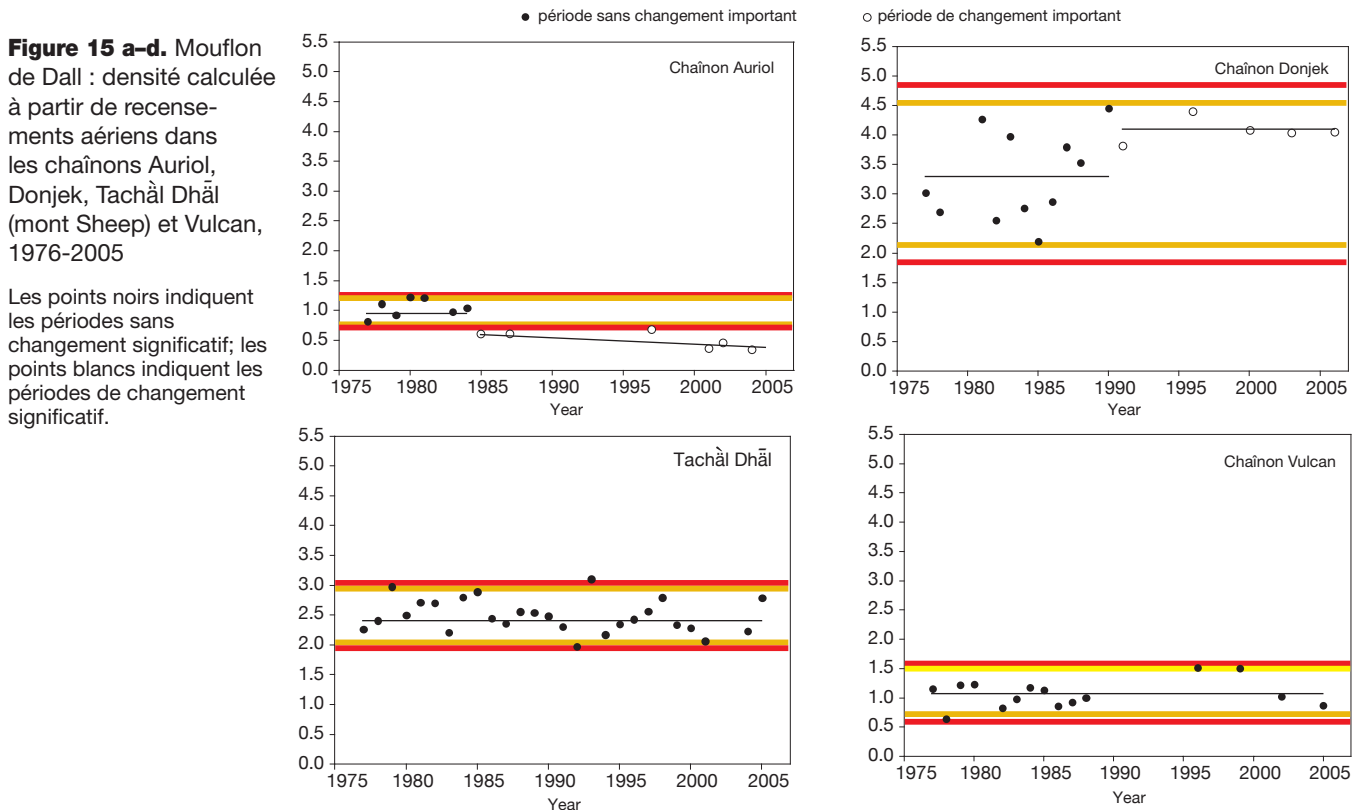 ● période sans changement important
○ période de changement important
Figure 15 a–d. Mouflon
de Dall : densité calculée
à partir de recense-
ments aériens dans
les chaînons Auriol,
Donjek, Tachàl Dhäl
(mont Sheep) et Vulcan,
1976-2005
Les points noirs indiquent
les périodes sans
changement significatif; les
points blancs indiquent les
périodes de changement
significatif.
Chaînon Auriol
5.5
5.0
4.5
4.0
3.5
3.0
2.5
2.0
1.5
1.0
0.5
0.0
1975 1980 1985 1990 1995 2000 2005
Year
Chaînon Donjek
5.5
5.0
4.5
4.0
3.5
3.0
2.5
2.0
1.5
1.0
0.5
0.0
1975 1980 1985 1990 1995 2000 2005
Year
Tachàl Dhäl
5.5
5.0
4.5
4.0
3.5
3.0
2.5
2.0
1.5
1.0
0.5
0.0
1975 1980 1985 1990 1995 2000 2005
Year
Chaînon Vulcan
5.5
5.0
4.5
4.0
3.5
3.0
2.5
2.0
1.5
1.0
0.5
0.0
1975 1980 1985 1990 1995 2000 2005
Year